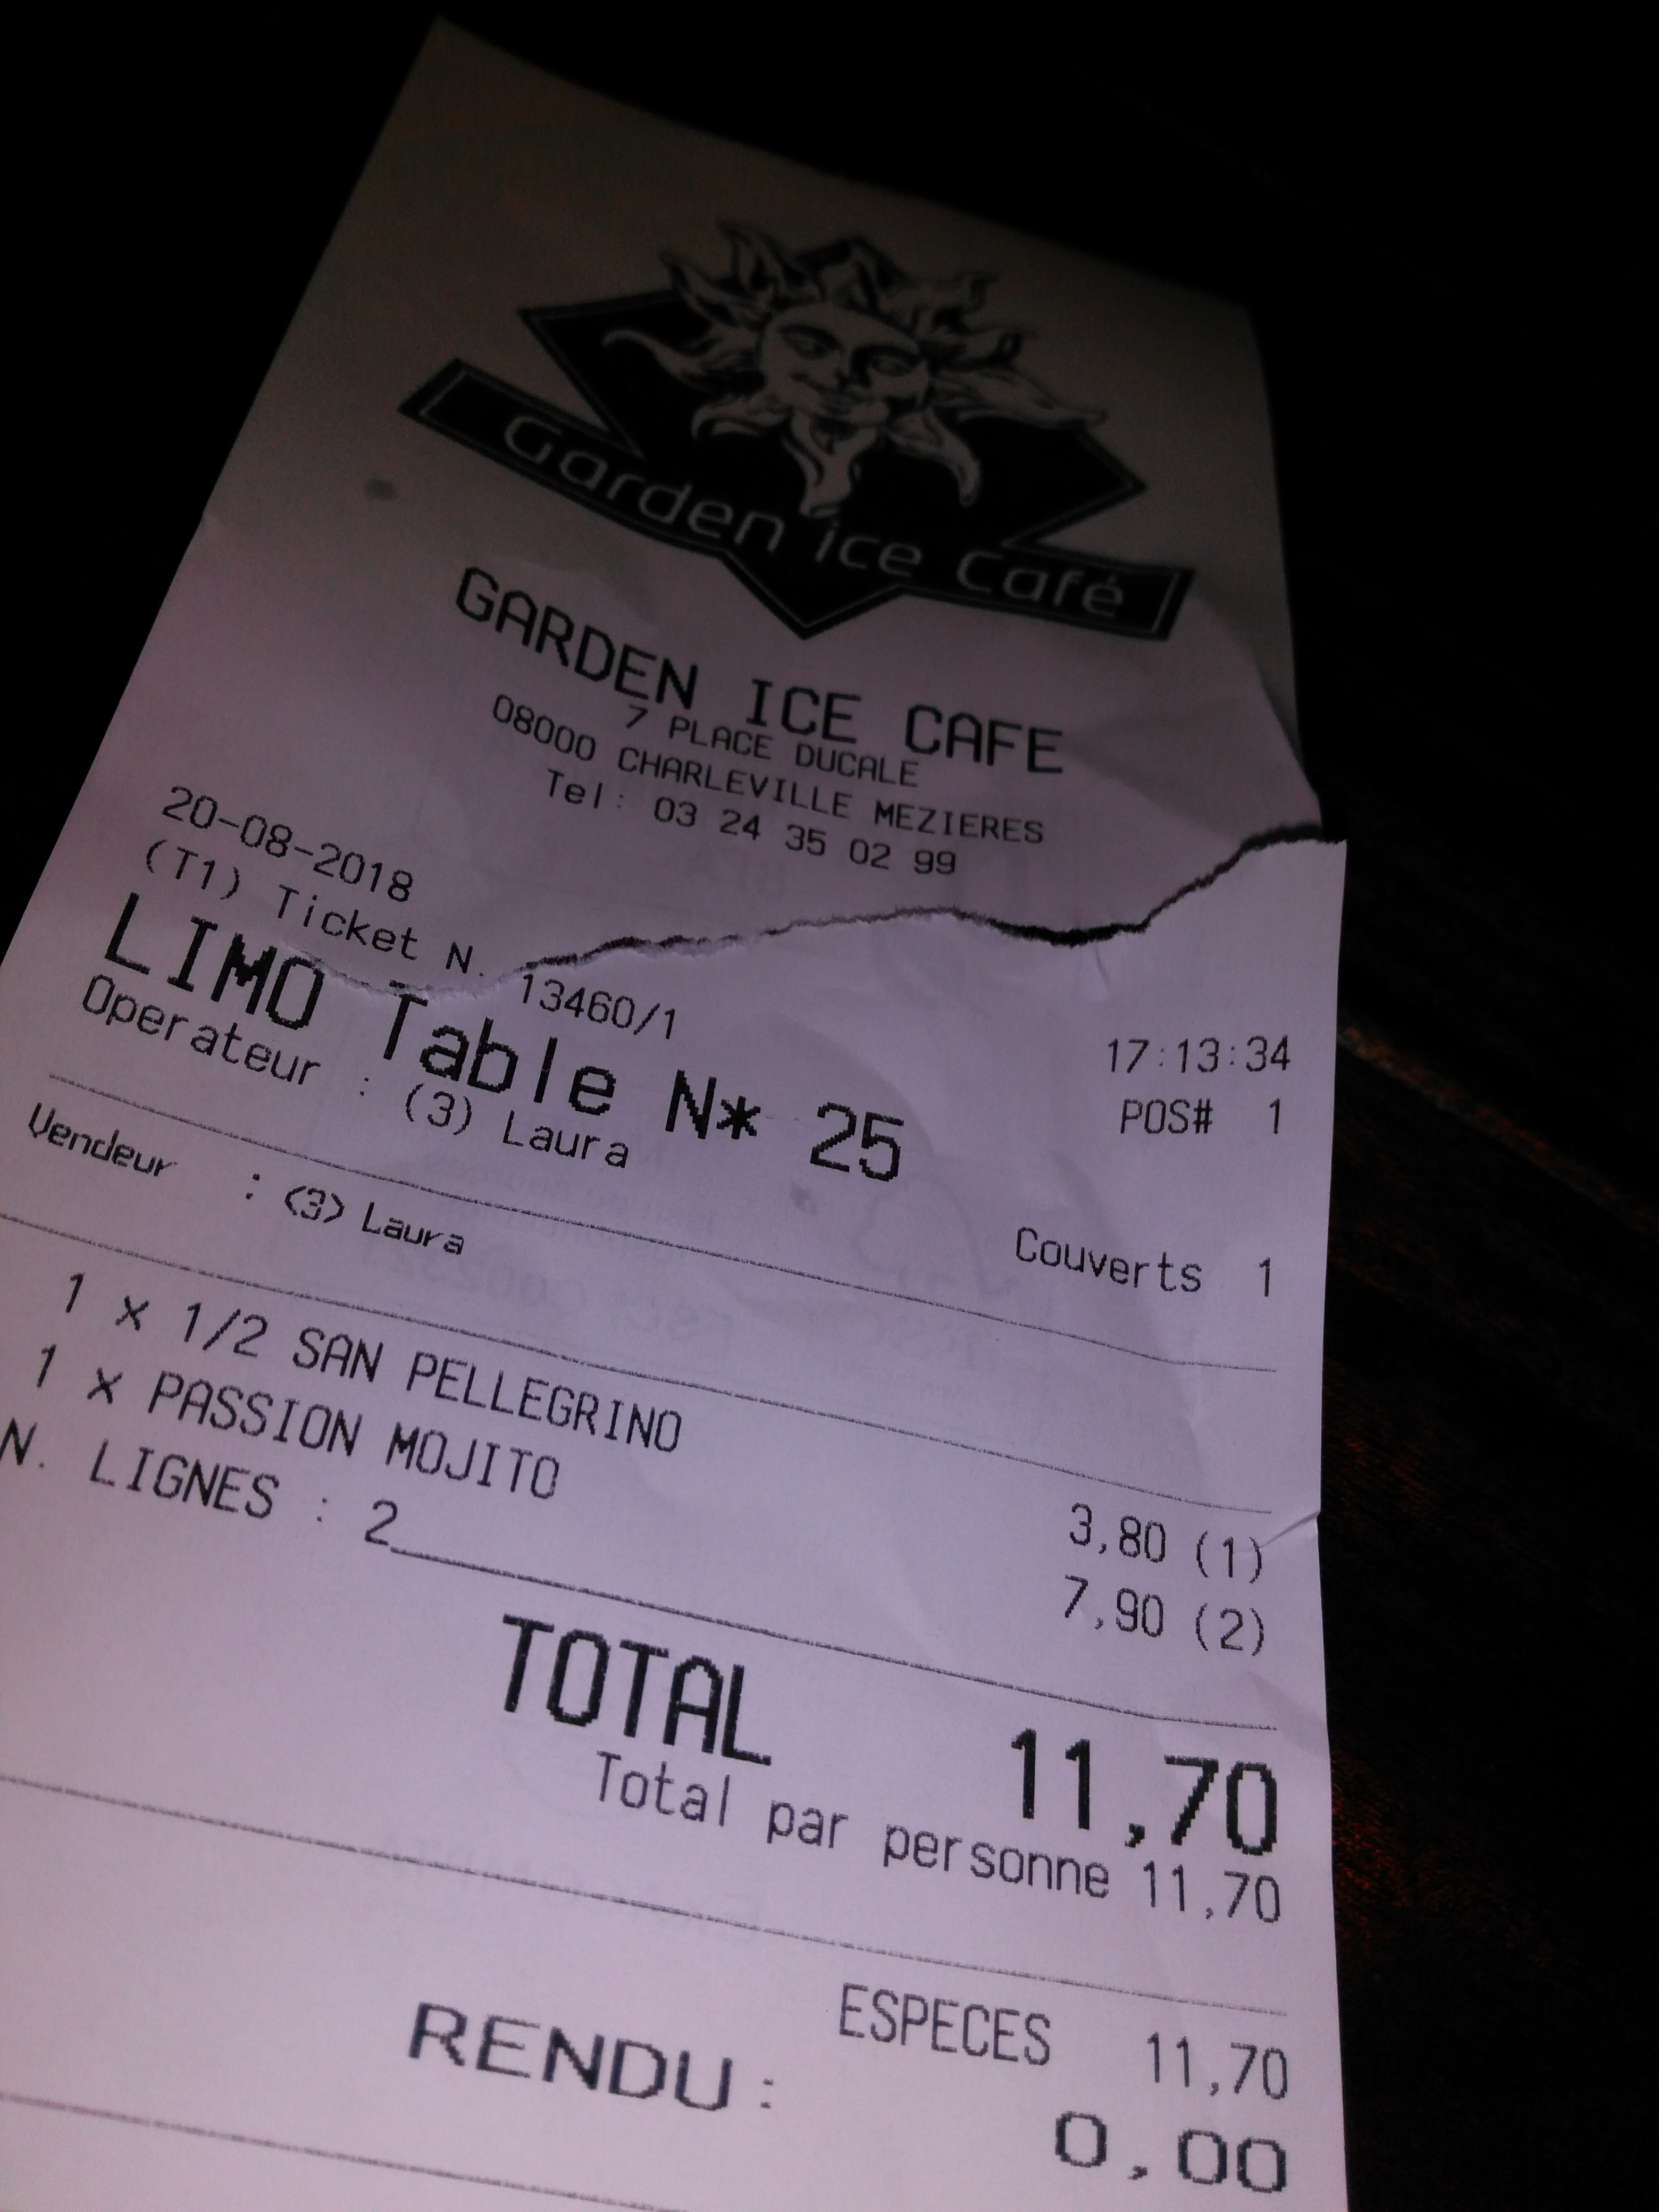 Garden ice Café
GARDEN ICE CAFE
7 PLACE DUCALE
08000 CHARLEVILLE MEZIERES
Tel: 03 24 35 02 99
20-08-2018 17:13:34
(T1) Ticket N. 13460/1 POS# 1
LIMO Table N* 25
Operateur : (3) Laura Couverts 1
Vendeur : (3) Laura
1 x 1/2 SAN PELLEGRINO 3,80 (1)
1 x PASSION MOJITO 7,90 (2)
N. LIGNES : 2
TOTAL 11,70
Total par personne 11,70
ESPECES 11,70
RENDU: 0,00